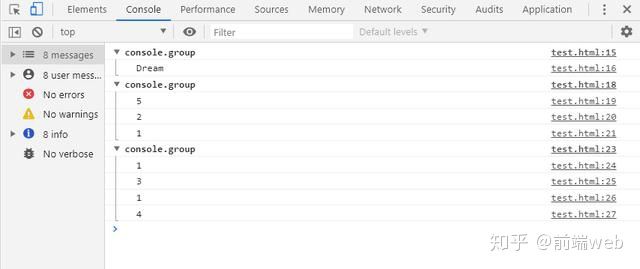 Elements Console Performance Sources Memory Network Security Audits Application
top Filter Default levels
8 messages
8 user mess...
No errors
No warnings
8 info
No verbose
console.group test.html:15
Dream test.html:16
console.group test.html:18
5 test.html:19
2 test.html:20
1 test.html:21
console.group test.html:23
1 test.html:24
3 test.html:25
1 test.html:26
4 test.html:27
知乎 @前端web